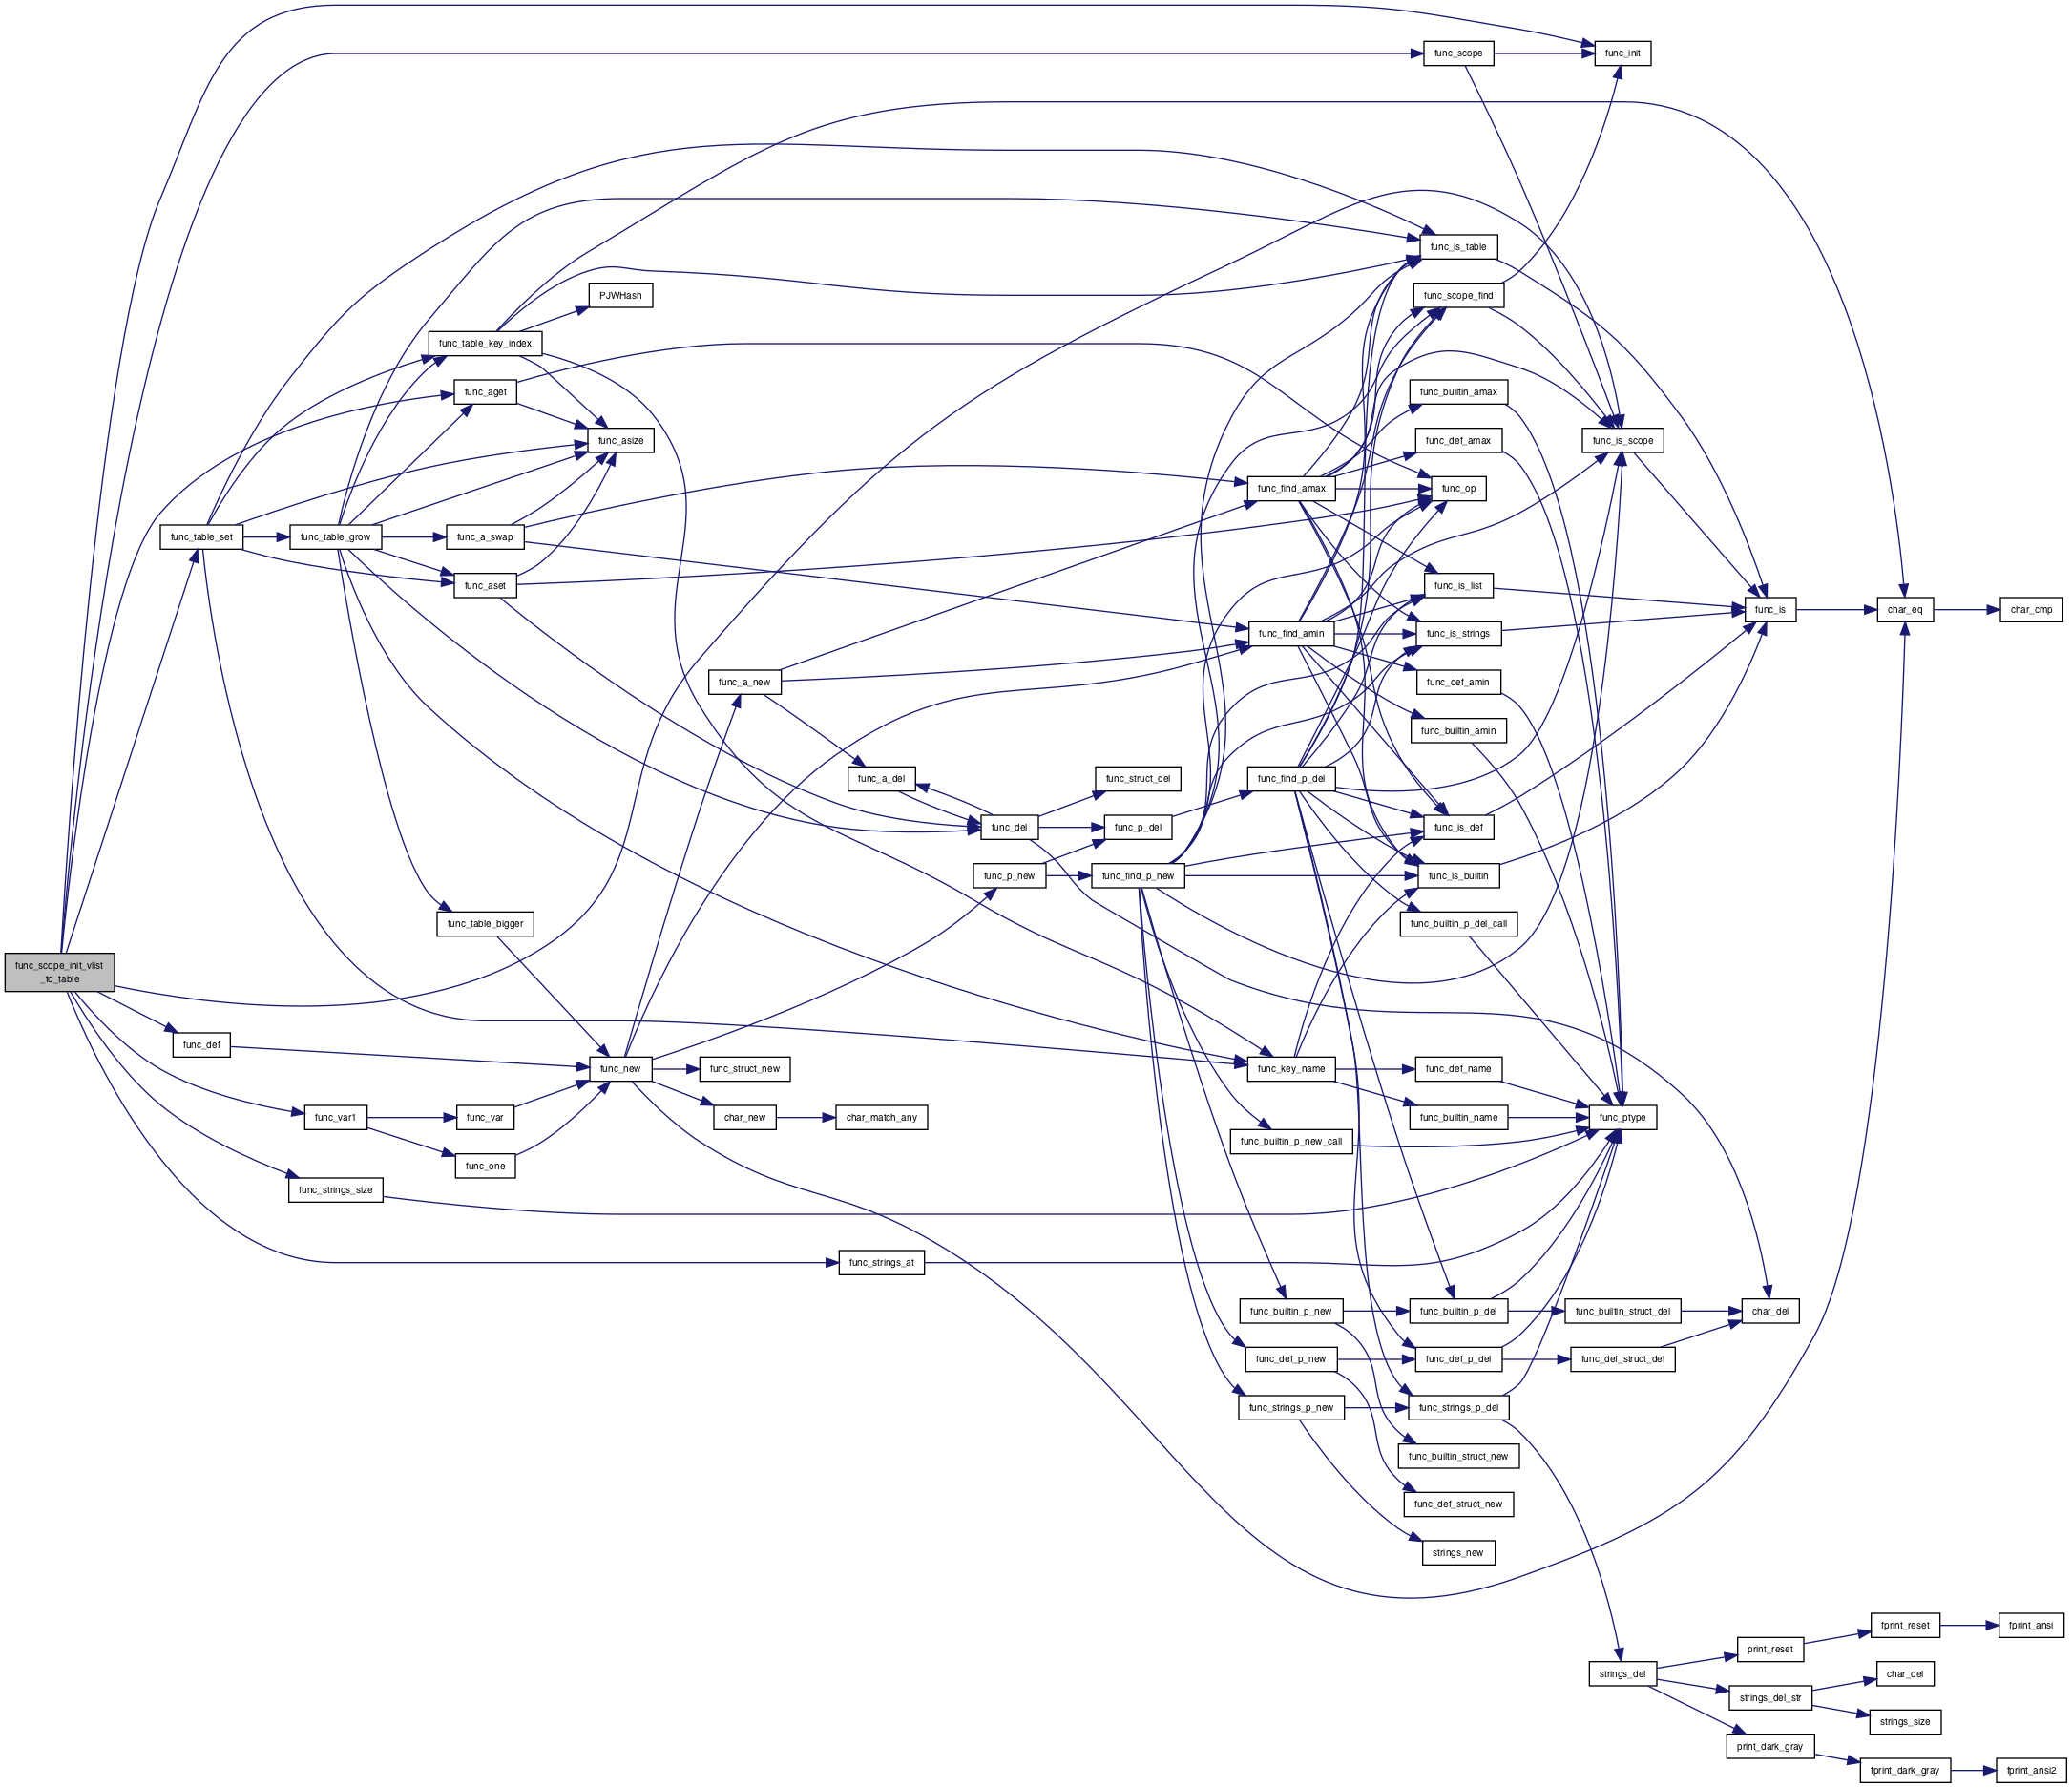 func_scope
func_init
func_is_table
PJWHash
func_scope_find
func_table_key_index
func_aget
func_builtin_amax
func_asize
func_def_amax
func_is_scope
func_find_amax
func_op
func_table_set
func_table_grow
func_a_swap
func_aset
func_is_list
func_is
char_eq
char_cmp
func_find_amin
func_is_strings
func_a_new
func_def_amin
func_builtin_amin
func_a_del
func_struct_del
func_find_p_del
func_del
func_p_del
func_is_def
func_p_new
func_find_p_new
func_is_builtin
func_table_bigger
func_builtin_p_del_call
func_scope_init_vlist
_to_table
func_def
func_new
func_struct_new
func_key_name
func_def_name
func_var1
func_var
char_new
char_match_any
func_builtin_name
func_ptype
func_builtin_p_new_call
func_one
func_strings_size
func_strings_at
func_builtin_p_new
func_builtin_p_del
func_builtin_struct_del
char_del
func_def_p_new
func_def_p_del
func_def_struct_del
func_strings_p_new
func_strings_p_del
func_builtin_struct_new
func_def_struct_new
strings_new
fprint_reset
fprint_ansi
print_reset
strings_del
char_del
strings_del_str
strings_size
print_dark_gray
fprint_dark_gray
fprint_ansi2